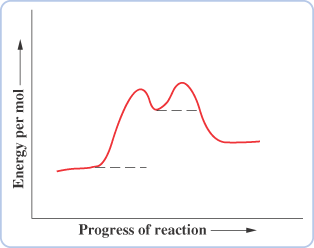 Energy per mol
Progress of reaction